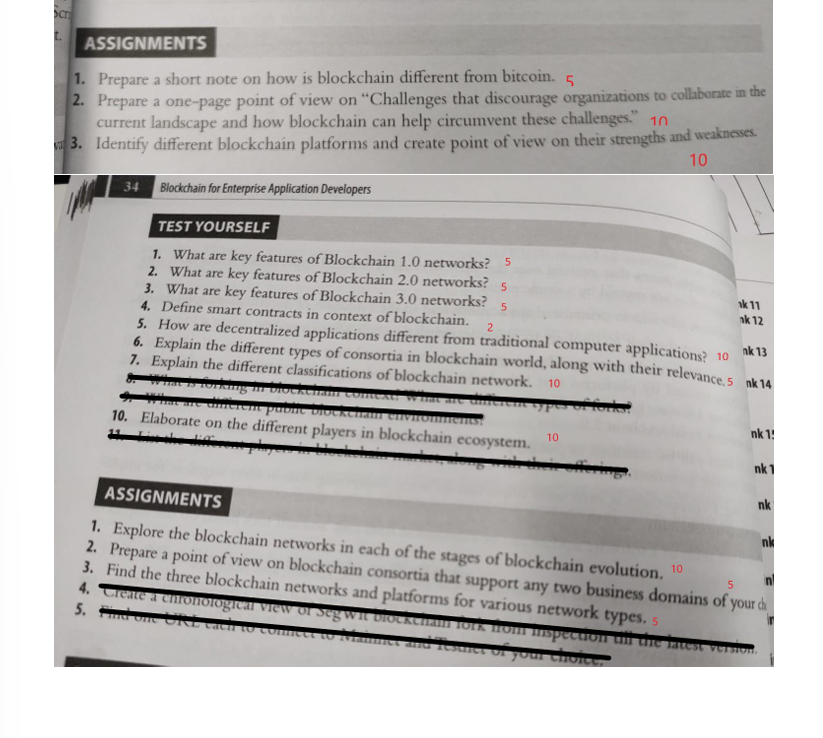 Scr
t.
ASSIGNMENTS
1. Prepare a short note on how is blockchain different from bitcoin. 5
2. Prepare a one-page point of view on “Challenges that discourage organizations to collaborate in the
current landscape and how blockchain can help circumvent these challenges.” 10
3. Identify different blockchain platforms and create point of view on their strengths and weaknesses.
10
34 Blockchain for Enterprise Application Developers
TEST YOURSELF
1. What are key features of Blockchain 1.0 networks? 5
2. What are key features of Blockchain 2.0 networks? 5
3. What are key features of Blockchain 3.0 networks? 5
4. Define smart contracts in context of blockchain. 2
5. How are decentralized applications different from traditional computer applications? 10
6. Explain the different types of consortia in blockchain world, along with their relevance. 5
7. Explain the different classifications of blockchain network. 10
8. What is forking in blockchain context? What are different types of forks?
9. What are different public blockchain environments?
10. Elaborate on the different players in blockchain ecosystem. 10
11. List the different players in blockchain market, along with their offerings.
nk 11
nk 12
nk 13
nk 14
nk 1
nk
nk
ASSIGNMENTS
1. Explore the blockchain networks in each of the stages of blockchain evolution. 10
2. Prepare a point of view on blockchain consortia that support any two business domains of your ch 5
3. Find the three blockchain networks and platforms for various network types. 5
4. Create a chronological view of SegWit blockchain fork from inspection till the latest version.
5. Find one URL each to connect to Mainnet and Testnet of your choice.